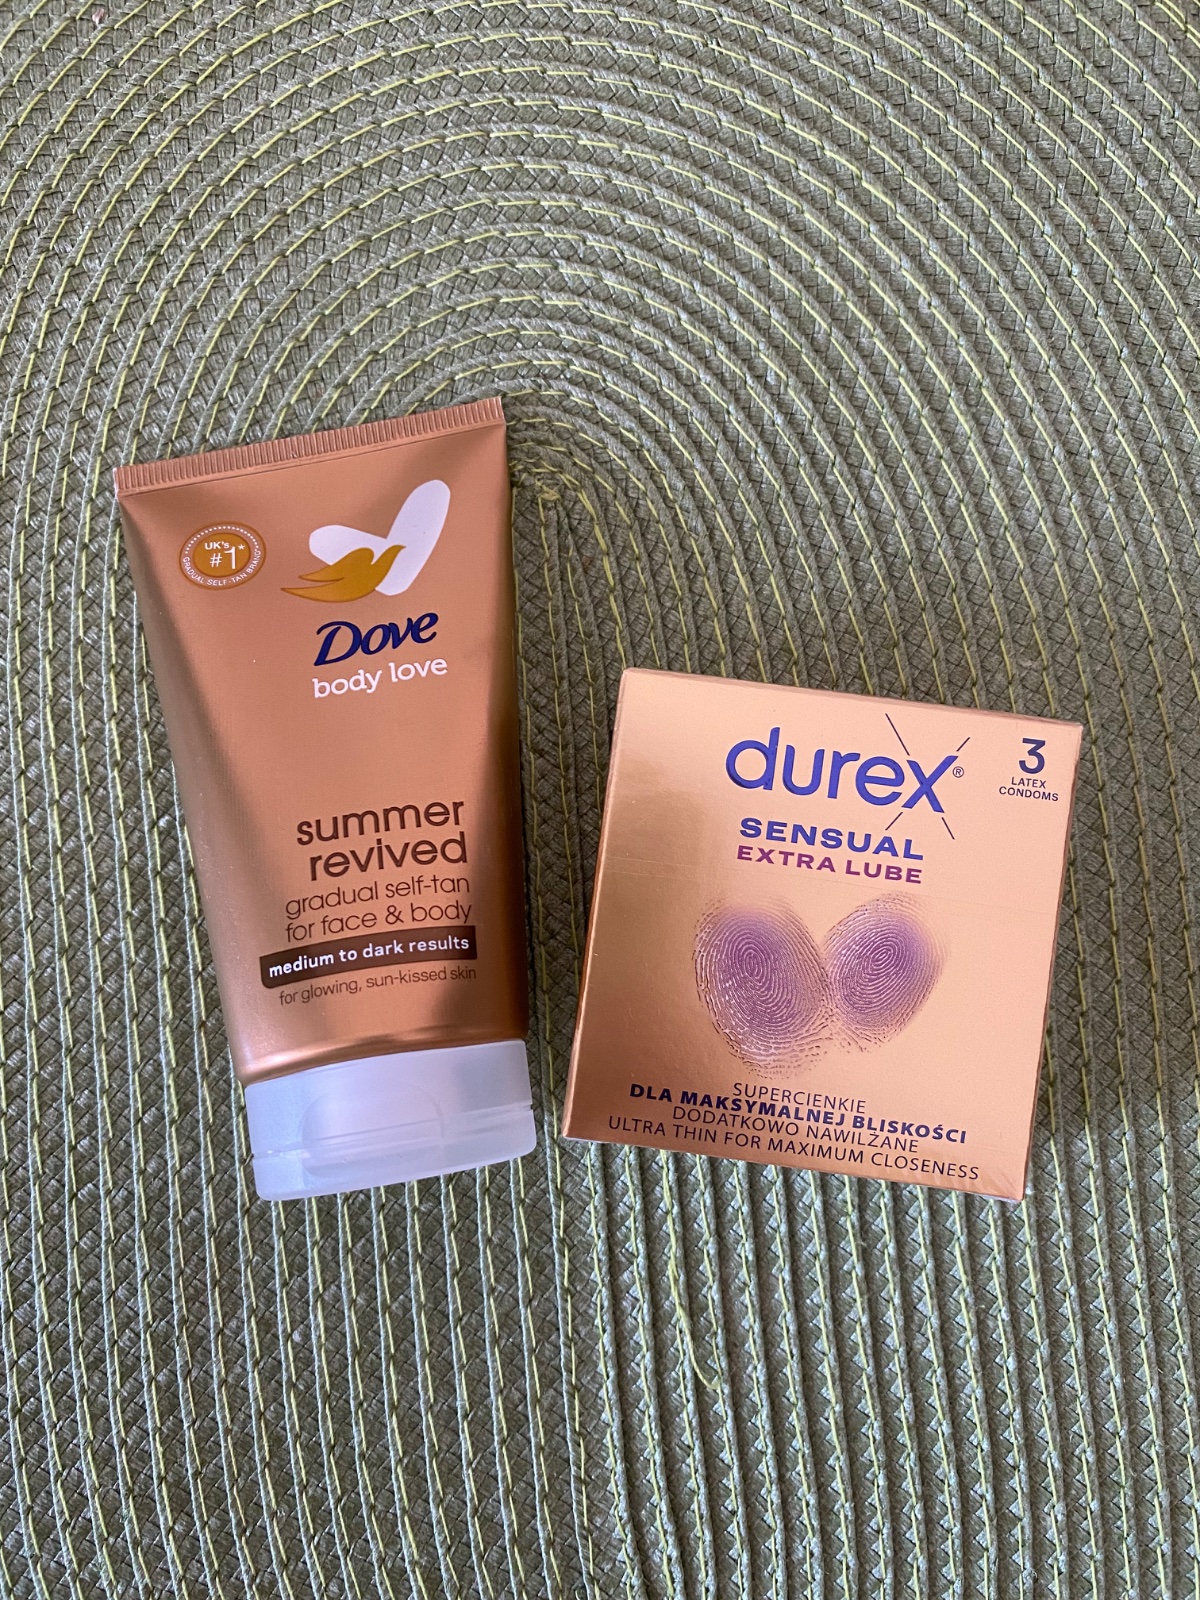 UK's
#1*
GRADUAL SELF-TAN BRAND
Dove
body love
summer
revived
gradual self-tan
for face & body
medium to dark results
for glowing, sun-kissed skin
durex®
3
LATEX
CONDOMS
SENSUAL
EXTRA LUBE
SUPERCIENKIE
DLA MAKSYMALNEJ BLISKOŚCI
DODATKOWO NAWILŻANE
ULTRA THIN FOR MAXIMUM CLOSENESS